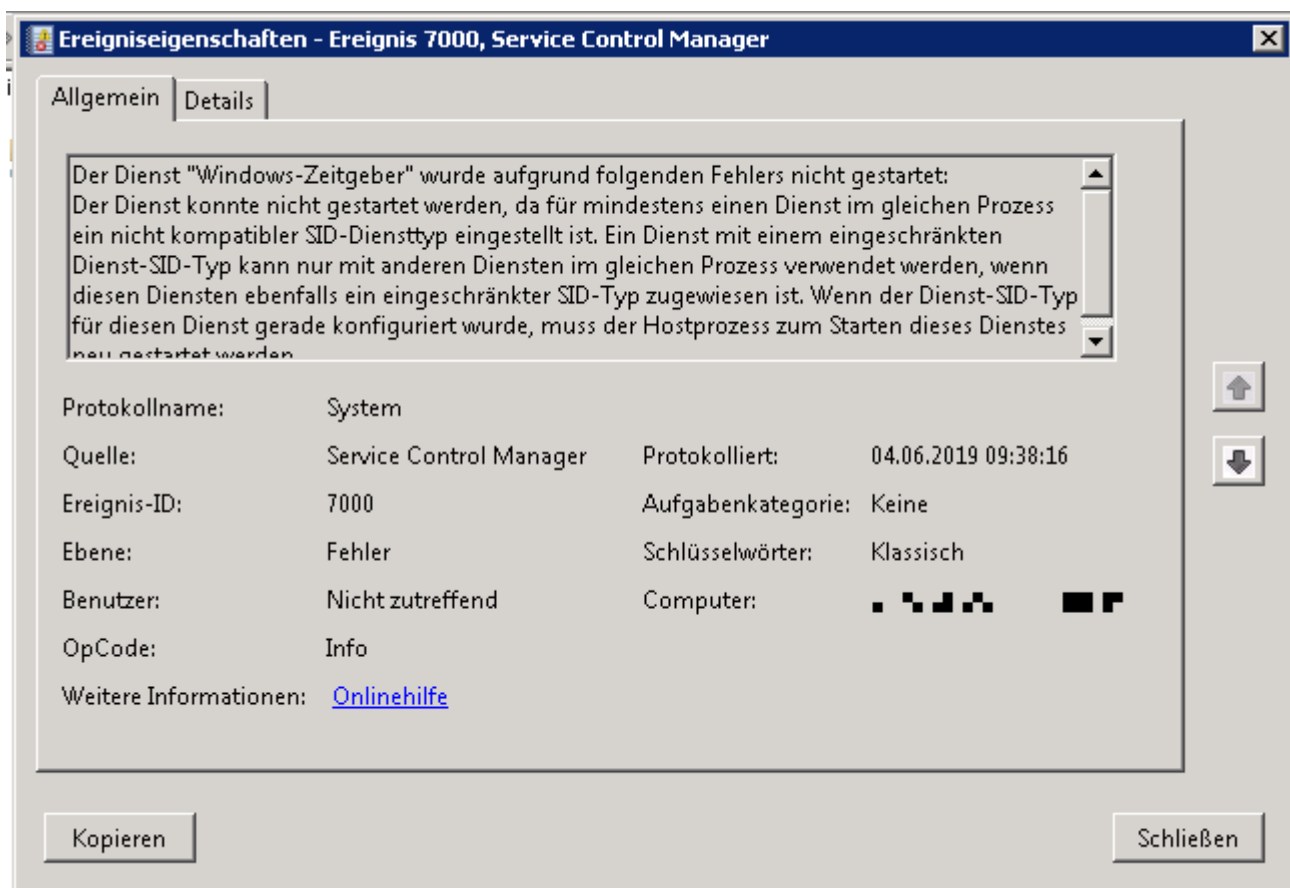 Ereigniseigenschaften - Ereignis 7000, Service Control Manager
Allgemein
Details
Der Dienst "Windows-Zeitgeber" wurde aufgrund folgenden Fehlers nicht gestartet:
Der Dienst konnte nicht gestartet werden, da für mindestens einen Dienst im gleichen Prozess
ein nicht kompatibler SID-Diensttyp eingestellt ist. Ein Dienst mit einem eingeschränkten
Dienst-SID-Typ kann nur mit anderen Diensten im gleichen Prozess verwendet werden, wenn
diesen Diensten ebenfalls ein eingeschränkter SID-Typ zugewiesen ist. Wenn der Dienst-SID-Typ
für diesen Dienst gerade konfiguriert wurde, muss der Hostprozess zum Starten dieses Dienstes
neu gestartet werden
Protokollname: System
Quelle: Service Control Manager Protokolliert: 04.06.2019 09:38:16
Ereignis-ID: 7000 Aufgabenkategorie: Keine
Ebene: Fehler Schlüsselwörter: Klassisch
Benutzer: Nicht zutreffend Computer:
OpCode: Info
Weitere Informationen: Onlinehilfe
Kopieren
Schließen